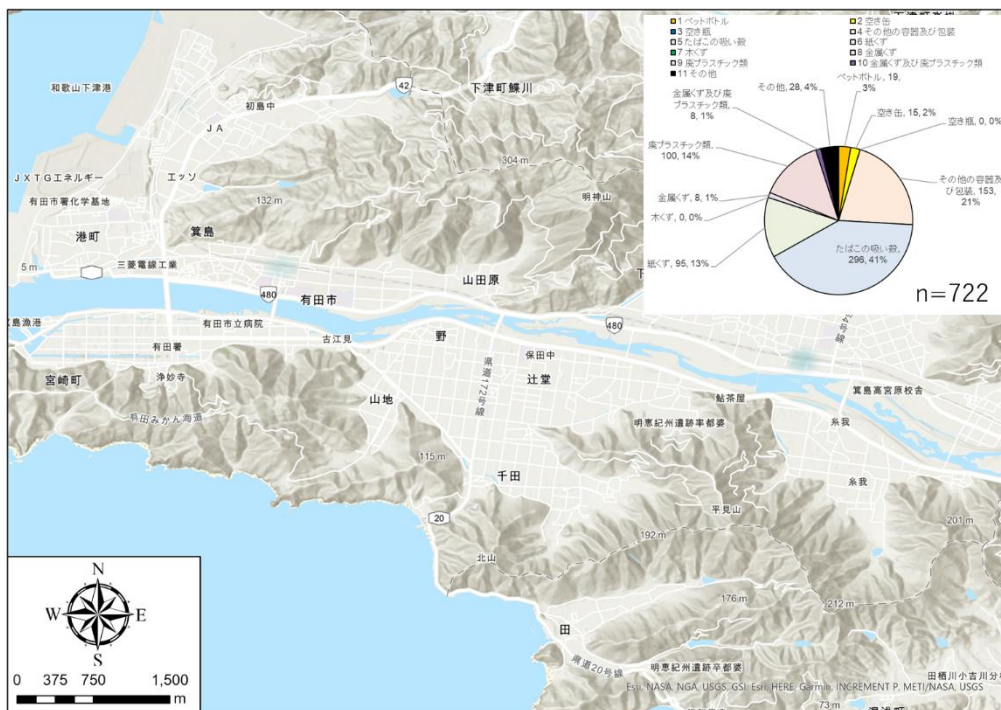 下津町鰈川
和歌山下津港
初島中
42
JA
JXTGエネルギー
エッソ
有田市署化学基地
132 m
304 m
明神山
港町
箕島
5 m
三菱電線工業
山田原
下
480
有田市
有田市立病院
480
古江見
野
有田署
保田中
宮崎町
浄妙寺
辻堂
県道172号線
箕島高宮原校舎
鮎茶屋
山地
有田みかん海道
明恵紀州遺跡率都婆
糸我
115 m
千田
糸我
20
平見山
192 m
201 m
北山
176 m
212 m
田
県道20号線
明恵紀州遺跡卒都婆
田栖川小吉川分校
73 m
Esri, NASA, NGA, USGS, GSI, Esri, HERE, Garmin, INCREMENT P, METI/NASA, USGS
1 ペットボトル
2 空き缶
3 空き瓶
4 その他の容器及び包装
5 たばこの吸い殻
6 紙くず
7 木くず
8 金属くず
9 廃プラスチック類
10 金属くず及び廃プラスチック類
11 その他
金属くず及び廃プラスチック類
8, 1%
その他, 28, 4%
ペットボトル, 19,
3%
空き缶, 15, 2%
空き瓶, 0, 0%
廃プラスチック類,
100, 14%
その他の容器及
び包装, 153,
21%
金属くず, 8, 1%
木くず, 0, 0%
紙くず, 95, 13%
たばこの吸い殻,
296, 41%
n=722
N
W
E
S
0 375 750 1,500
m